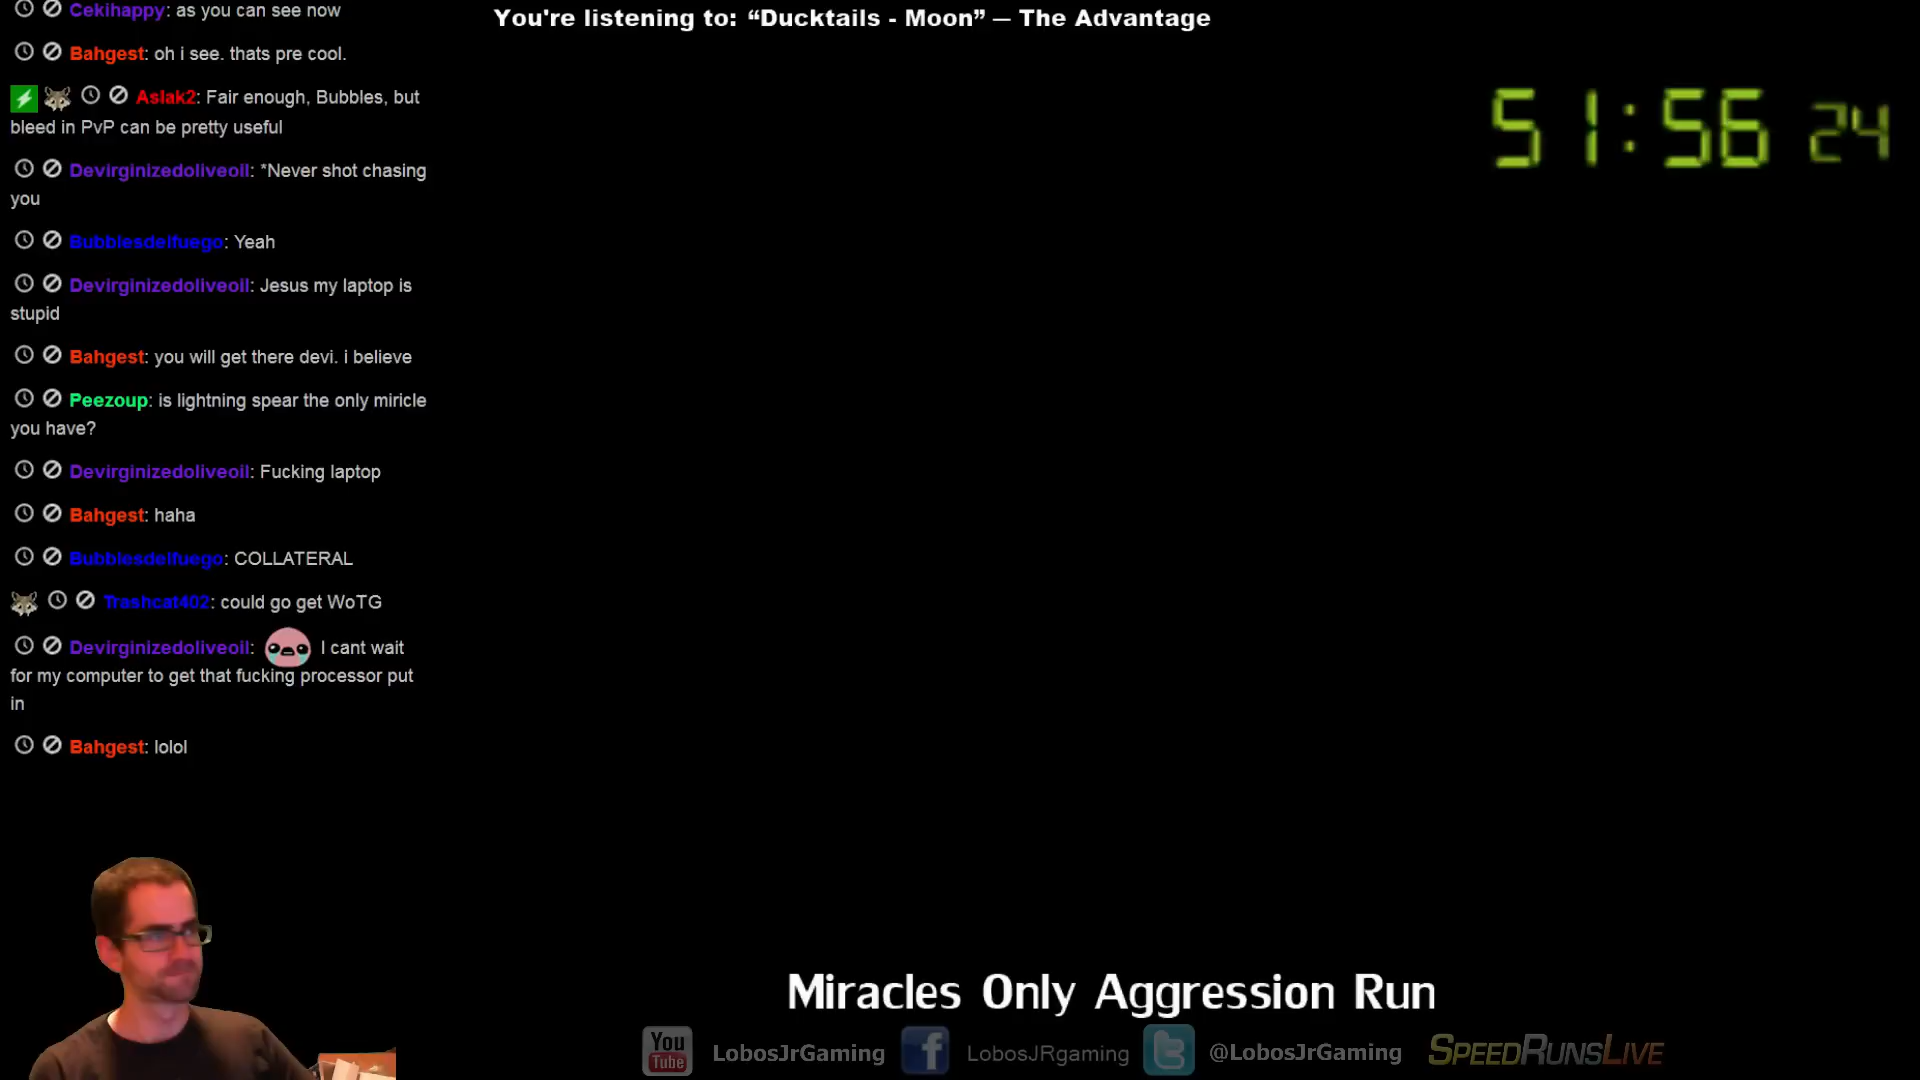 Cekihappy: as you can see now
Bahgest: oh i see. thats pre cool.
Aslak2: Fair enough, Bubbles, but
bleed in PvP can be pretty useful
Devirginizedoliveoil: *Never shot chasing
you
Bubblesdelfuego: Yeah
Devirginizedoliveoil: Jesus my laptop is
stupid
Bahgest: you will get there devi. i believe
Peezoup: is lightning spear the only miricle
you have?
Devirginizedoliveoil: Fucking laptop
Bahgest: haha
Bubblesdelfuego: COLLATERAL
Trashcat402: could go get WoTG
Devirginizedoliveoil: I cant wait
for my computer to get that fucking processor put
in
Bahgest: lolol
You're listening to: “Ducktails - Moon” — The Advantage
51:56 24
Miracles Only Aggression Run
You Tube LobosJrGaming f LobosJRgaming t @LobosJrGaming SPEEDRUNSLIVE